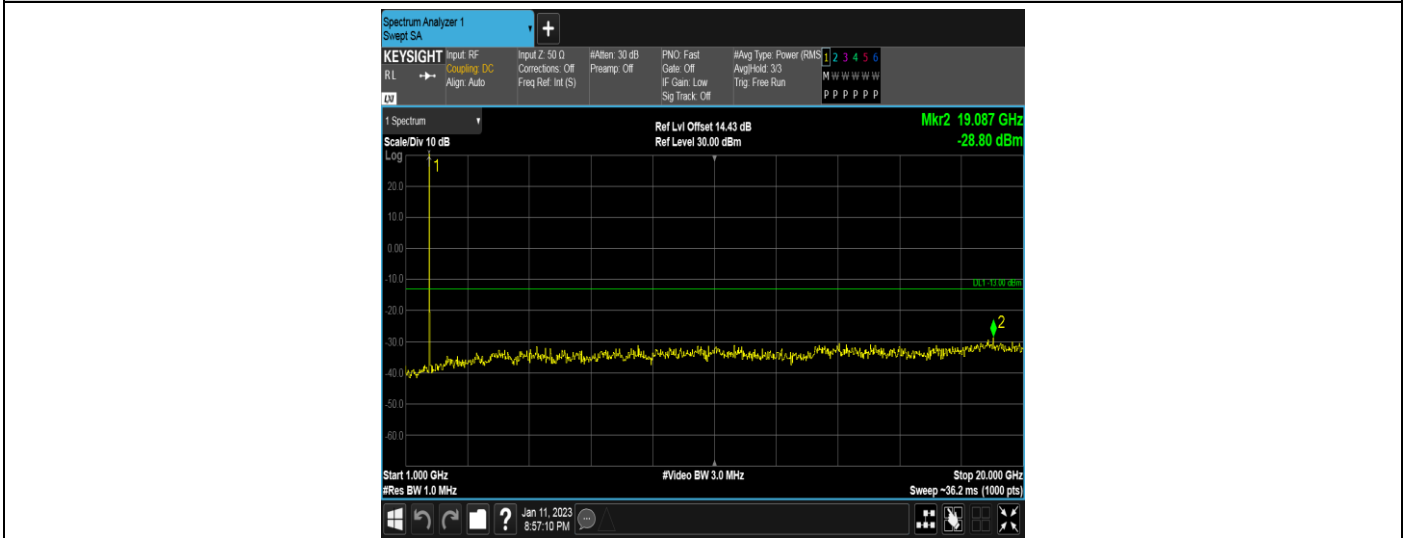 Spectrum Analyzer 1
Swept SA
+
KEYSIGHT Input: RF Input Z: 50 Ω #Atten: 30 dB PNO: Fast #Avg Type: Power (RMS 1 2 3 4 5 6
RL Coupling: DC Corrections: Off Preamp: Off Gate: Off Avg|Hold: 3/3 M W W W W W
Align: Auto Freq Ref: Int (S) IF Gain: Low Trig: Free Run
LXI Sig Track: Off P P P P P P
1 Spectrum Ref Lvl Offset 14.43 dB Mkr2 19.087 GHz
Scale/Div 10 dB Ref Level 30.00 dBm -28.80 dBm
Log
1
20.0
10.0
0.00
-10.0
DL1 -13.00 dBm
-20.0
2
-30.0
-40.0
-50.0
-60.0
Start 1.000 GHz #Video BW 3.0 MHz Stop 20.000 GHz
#Res BW 1.0 MHz Sweep ~36.2 ms (1000 pts)
? Jan 11, 2023
8:57:10 PM